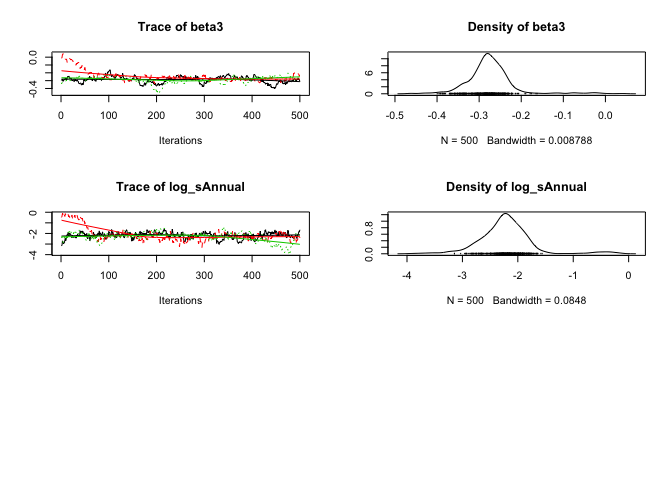 Trace of beta3
0.0
-0.4
0 100 200 300 400 500
Iterations
Density of beta3
6
0
-0.5 -0.4 -0.3 -0.2 -0.1 0.0
N = 500 Bandwidth = 0.008788
Trace of log_sAnnual
0
-2
-4
0 100 200 300 400 500
Iterations
Density of log_sAnnual
0.8
0.0
-4 -3 -2 -1 0
N = 500 Bandwidth = 0.0848